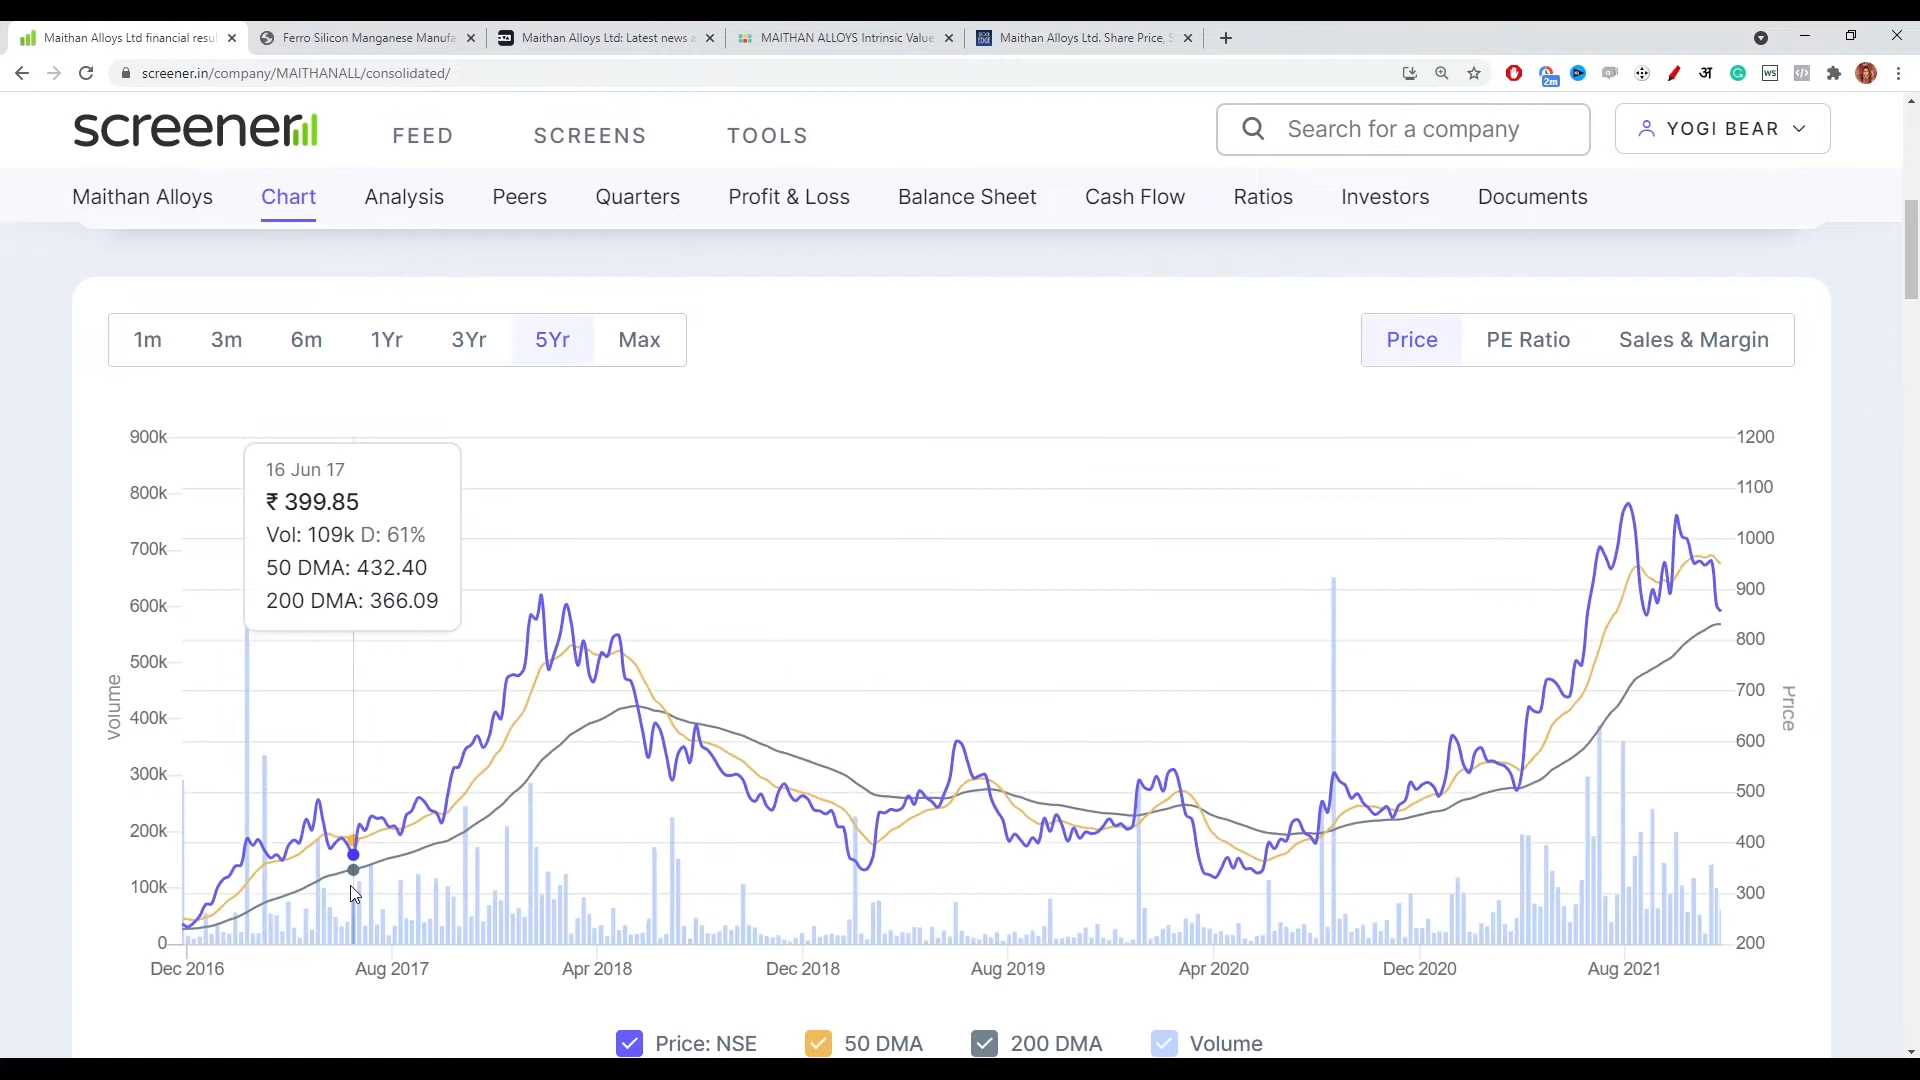 Maithan Alloys Ltd financial resu
Ferro Silicon Manganese Manufa
Maithan Alloys Ltd: Latest news a
MAITHAN ALLOYS Intrinsic Value
Maithan Alloys Ltd. Share Price, S
screener.in/company/MAITHANALL/consolidated/
2m
अ
G
WS
screener
FEED
SCREENS
TOOLS
Search for a company
YOGI BEAR
Maithan Alloys
Chart
Analysis
Peers
Quarters
Profit & Loss
Balance Sheet
Cash Flow
Ratios
Investors
Documents
1m
3m
6m
1Yr
3Yr
5Yr
Max
Price
PE Ratio
Sales & Margin
16 Jun 17
₹ 399.85
Vol: 109k D: 61%
50 DMA: 432.40
200 DMA: 366.09
900k
800k
700k
600k
500k
400k
300k
200k
100k
0
Volume
1200
1100
1000
900
800
700
600
500
400
300
200
Price
Dec 2016
Aug 2017
Apr 2018
Dec 2018
Aug 2019
Apr 2020
Dec 2020
Aug 2021
Price: NSE
50 DMA
200 DMA
Volume